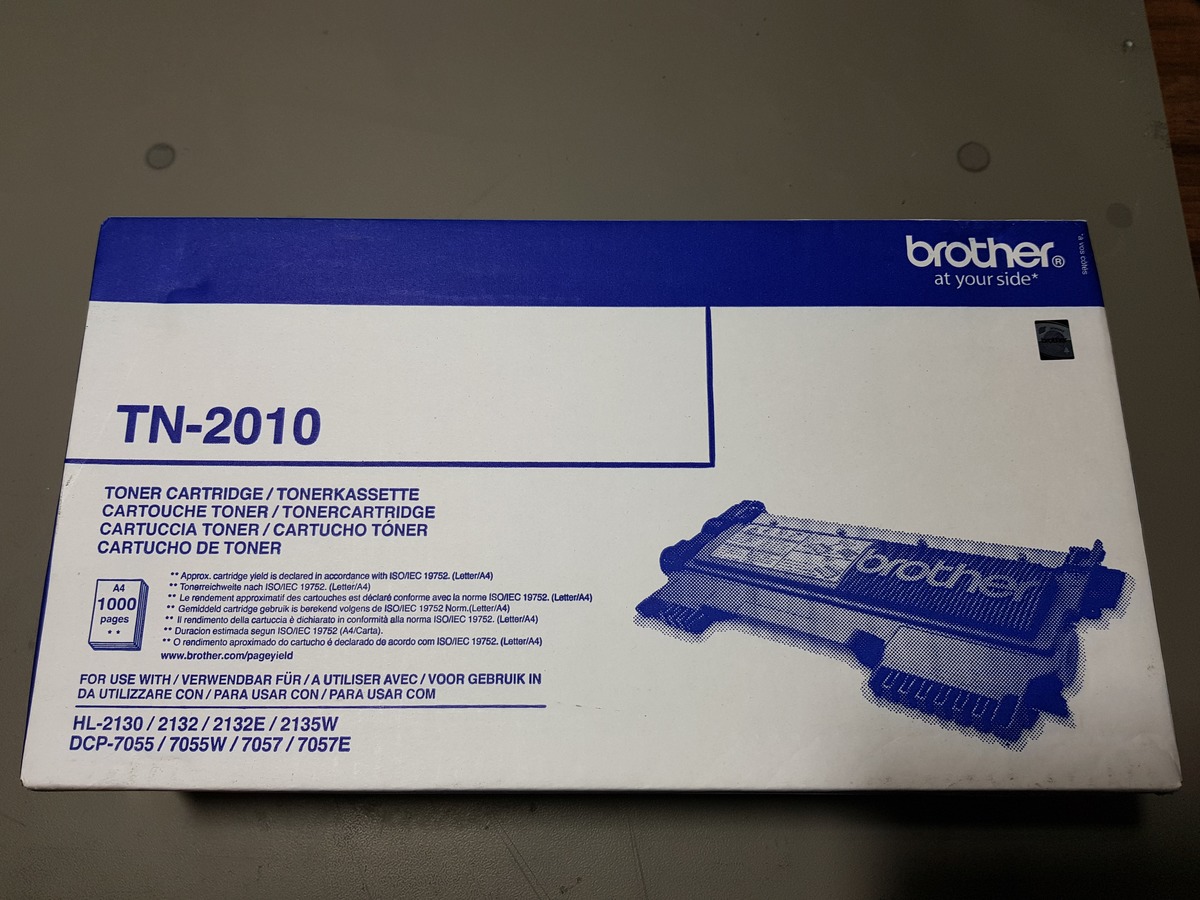 brother®
at your side*
*à vos côtés
brother
TN-2010
TONER CARTRIDGE / TONERKASSETTE
CARTOUCHE TONER / TONERCARTRIDGE
CARTUCCIA TONER / CARTUCHO TÓNER
CARTUCHO DE TONER
A4
1000
pages
**
** Approx. cartridge yield is declared in accordance with ISO/IEC 19752. (Letter/A4)
** Tonerreichweite nach ISO/IEC 19752. (Letter/A4)
** Le rendement approximatif des cartouches est déclaré conforme avec la norme ISO/IEC 19752. (Letter/A4)
** Gemiddeld cartridge gebruik is berekend volgens de ISO/IEC 19752 Norm.(Letter/A4)
** Il rendimento della cartuccia è dichiarato in conformità alla norma ISO/IEC 19752. (Letter/A4)
** Duracion estimada segun ISO/IEC 19752 (A4/Carta).
** O rendimento aproximado do cartucho é declarado de acordo com ISO/IEC 19752. (Letter/A4)
www.brother.com/pageyield
FOR USE WITH / VERWENDBAR FÜR / A UTILISER AVEC / VOOR GEBRUIK IN
DA UTILIZZARE CON / PARA USAR CON / PARA USAR COM
HL-2130 / 2132 / 2132E / 2135W
DCP-7055 / 7055W / 7057 / 7057E
brother